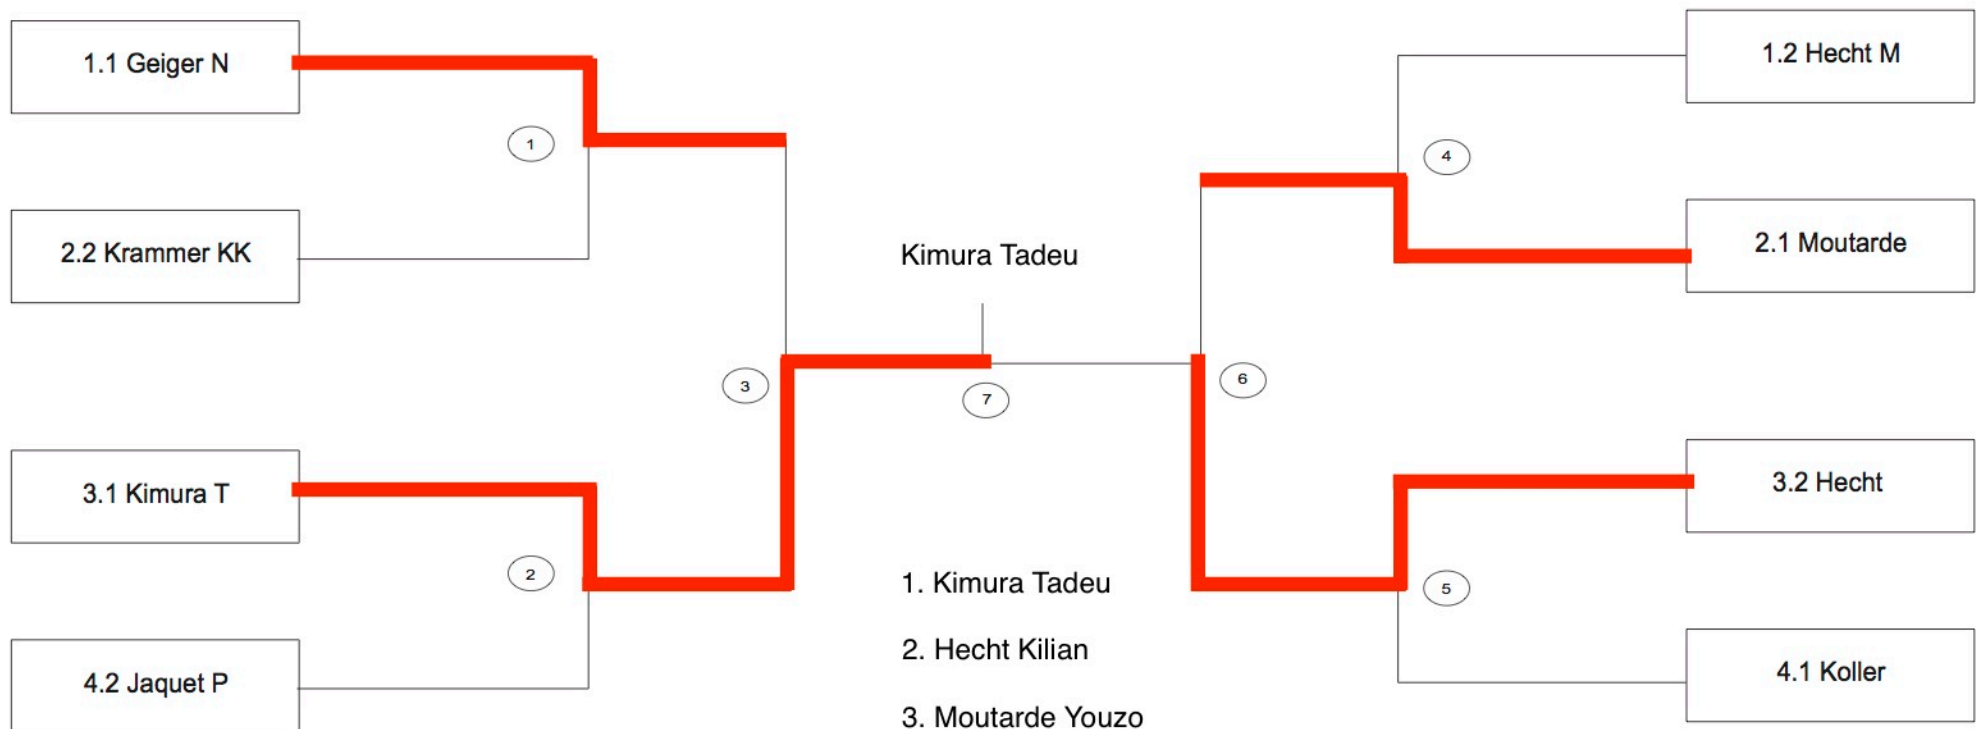 1.1 Geiger N
1.2 Hecht M
1
4
2.2 Krammer KK
2.1 Moutarde
Kimura Tadeu
3
7
6
3.1 Kimura T
3.2 Hecht
2
5
1. Kimura Tadeu
2. Hecht Kilian
4.2 Jaquet P
4.1 Koller
3. Moutarde Youzo